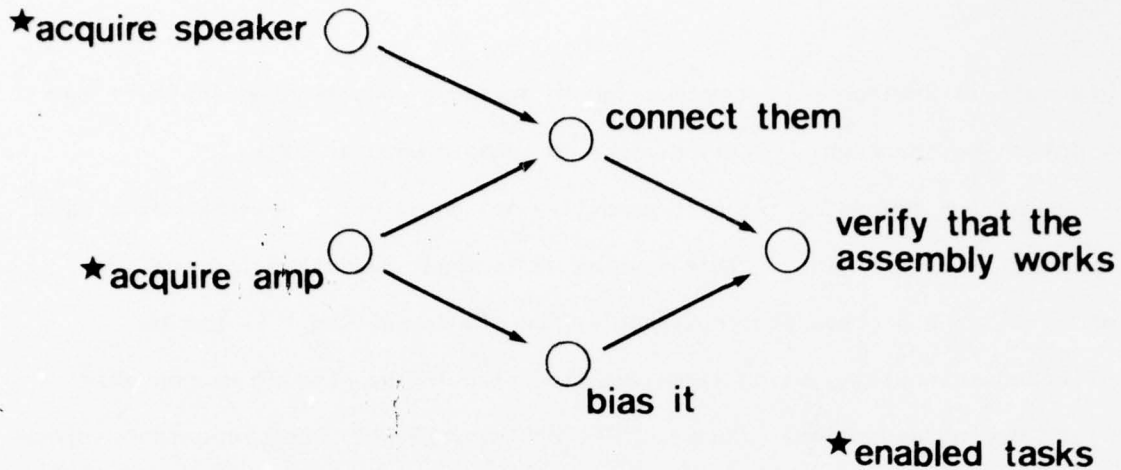 ★acquire speaker
connect them
verify that the
assembly works
★acquire amp
bias it
★enabled tasks